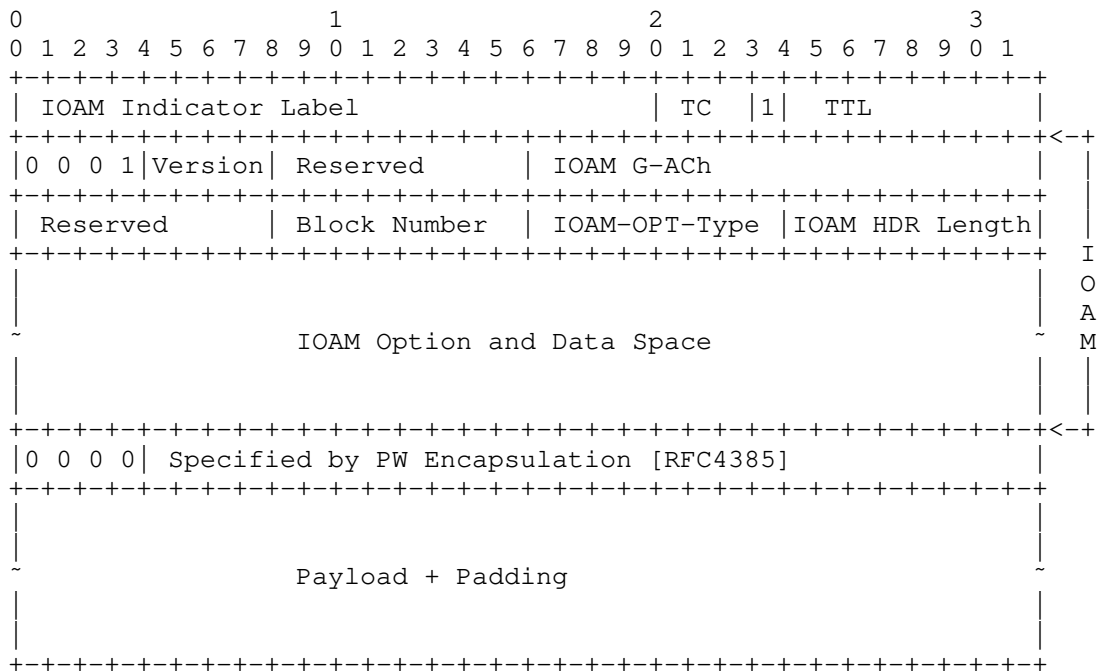 0                   1                   2                   3
0 1 2 3 4 5 6 7 8 9 0 1 2 3 4 5 6 7 8 9 0 1 2 3 4 5 6 7 8 9 0 1
+-+-+-+-+-+-+-+-+-+-+-+-+-+-+-+-+-+-+-+-+-+-+-+-+-+-+-+-+-+-+-+-+
| IOAM Indicator Label                  | TC  |1|  TTL          |
+-+-+-+-+-+-+-+-+-+-+-+-+-+-+-+-+-+-+-+-+-+-+-+-+-+-+-+-+-+-+-+-+<-+
|0 0 0 1|Version| Reserved      | IOAM G-ACh                    |  |
+-+-+-+-+-+-+-+-+-+-+-+-+-+-+-+-+-+-+-+-+-+-+-+-+-+-+-+-+-+-+-+-+  |
| Reserved      | Block Number  | IOAM-OPT-Type |IOAM HDR Length|  |
+-+-+-+-+-+-+-+-+-+-+-+-+-+-+-+-+-+-+-+-+-+-+-+-+-+-+-+-+-+-+-+-+  I
|                                                               |  O
|                                                               |  A
~                 IOAM Option and Data Space                    ~  M
|                                                               |  |
|                                                               |  |
+-+-+-+-+-+-+-+-+-+-+-+-+-+-+-+-+-+-+-+-+-+-+-+-+-+-+-+-+-+-+-+-+<-+
|0 0 0 0| Specified by PW Encapsulation [RFC4385]               |
+-+-+-+-+-+-+-+-+-+-+-+-+-+-+-+-+-+-+-+-+-+-+-+-+-+-+-+-+-+-+-+-+
|                                                               |
|                                                               |
~                 Payload + Padding                             ~
|                                                               |
|                                                               |
+-+-+-+-+-+-+-+-+-+-+-+-+-+-+-+-+-+-+-+-+-+-+-+-+-+-+-+-+-+-+-+-+